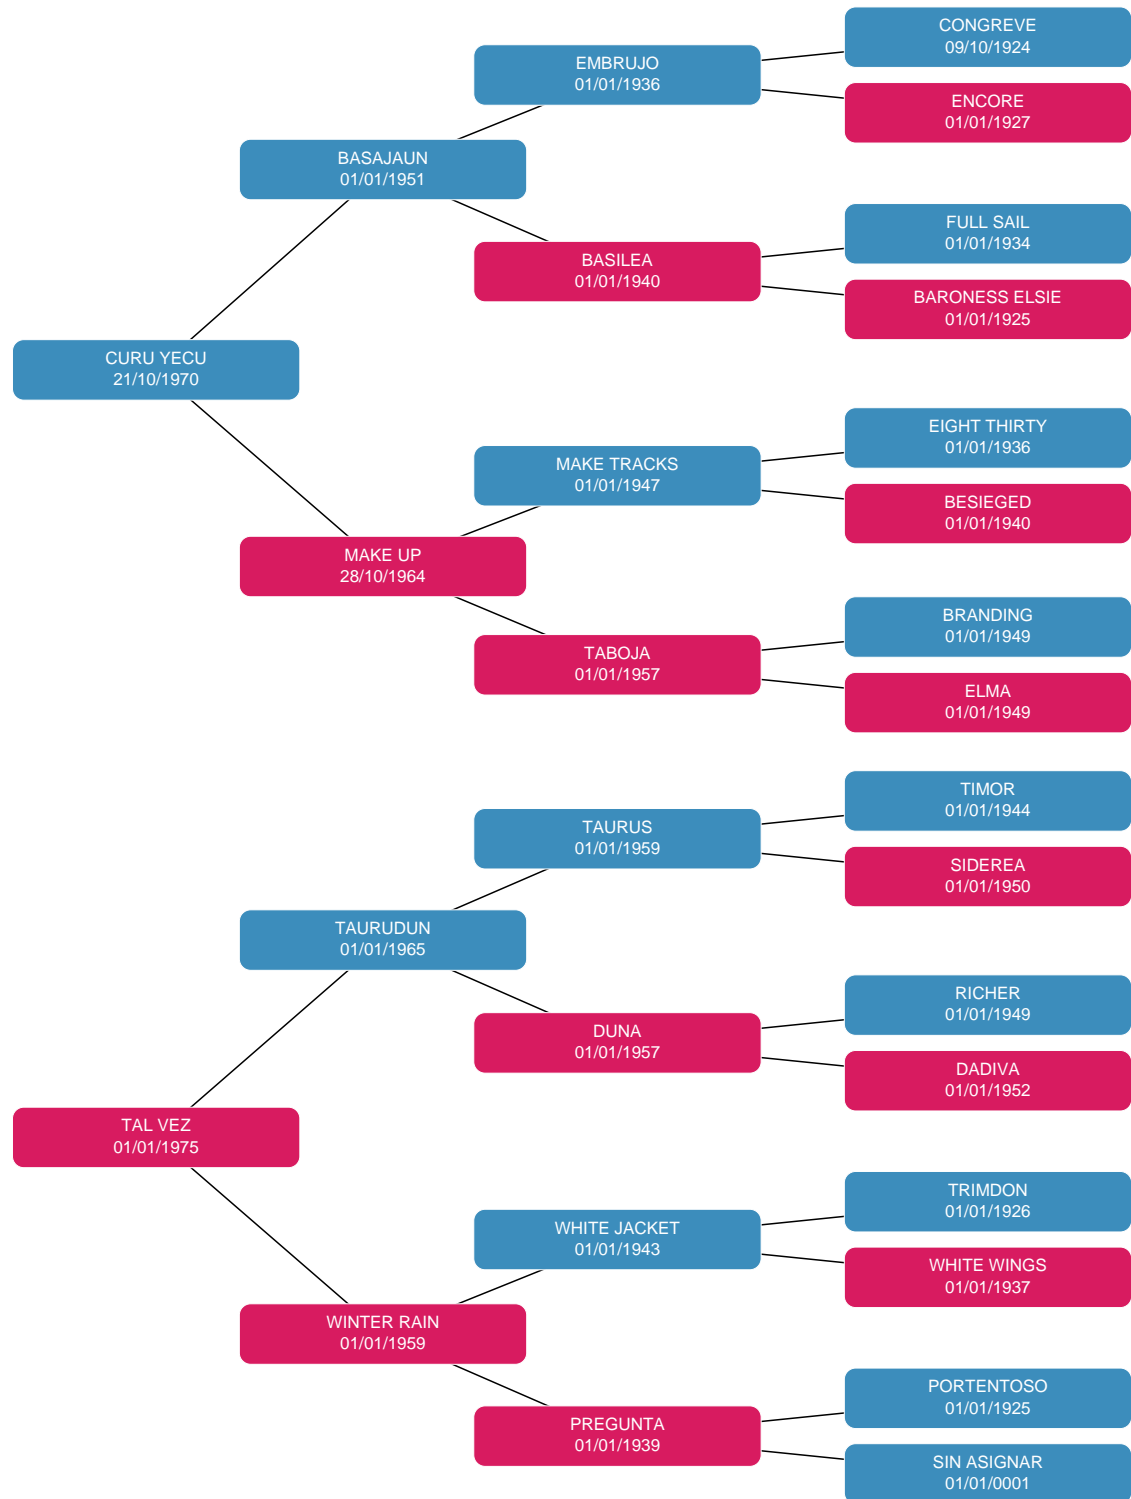 CONGREVE
09/10/1924
EMBRUJO
01/01/1936
ENCORE
01/01/1927
BASAJAUN
01/01/1951
FULL SAIL
01/01/1934
BASILEA
01/01/1940
BARONESS ELSIE
01/01/1925
CURU YECU
21/10/1970
EIGHT THIRTY
01/01/1936
MAKE TRACKS
01/01/1947
BESIEGED
01/01/1940
MAKE UP
28/10/1964
BRANDING
01/01/1949
TABOJA
01/01/1957
ELMA
01/01/1949
TIMOR
01/01/1944
TAURUS
01/01/1959
SIDEREA
01/01/1950
TAURUDUN
01/01/1965
RICHER
01/01/1949
DUNA
01/01/1957
DADIVA
01/01/1952
TAL VEZ
01/01/1975
TRIMDON
01/01/1926
WHITE JACKET
01/01/1943
WHITE WINGS
01/01/1937
WINTER RAIN
01/01/1959
PORTENTOSO
01/01/1925
PREGUNTA
01/01/1939
SIN ASIGNAR
01/01/0001